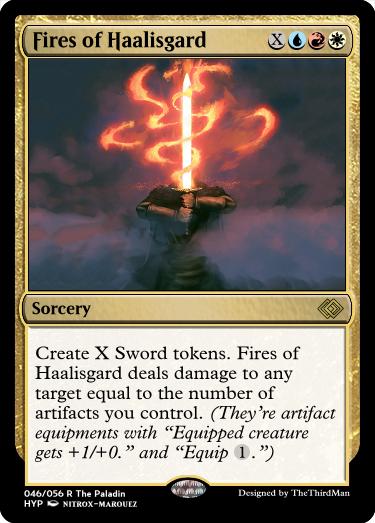 Fires of Haalisgard X
Sorcery
Create X Sword tokens. Fires of
Haalisgard deals damage to any
target equal to the number of
artifacts you control. (They're artifact
equipments with “Equipped creature
gets +1/+0.” and “Equip 1.”)
046/056 R The Paladin
HYP NITROX-MARQUEZ
Designed by TheThirdMan